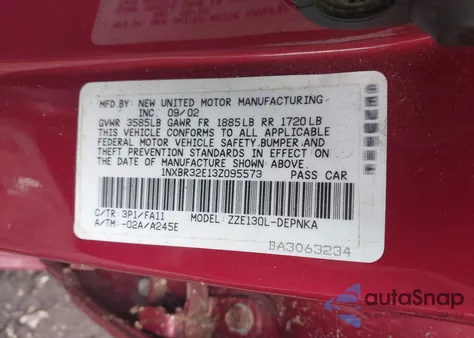 MFD. BY: NEW UNITED MOTOR MANUFACTURING
INC. 09/02
GVWR 3585LB GAWR FR 1885LB RR 1720LB
THIS VEHICLE CONFORMS TO ALL APPLICABLE
FEDERAL MOTOR VEHICLE SAFETY, BUMPER, AND
THEFT PREVENTION STANDARDS IN EFFECT ON
THE DATE OF MANUFACTURE SHOWN ABOVE.
1NXBR32E13Z095573 PASS CAR
C/TR: 3P1/FA11 MODEL: ZZE130L-DEPNKA
A/TM: -02A/A245E
BA3063234
autoSnap